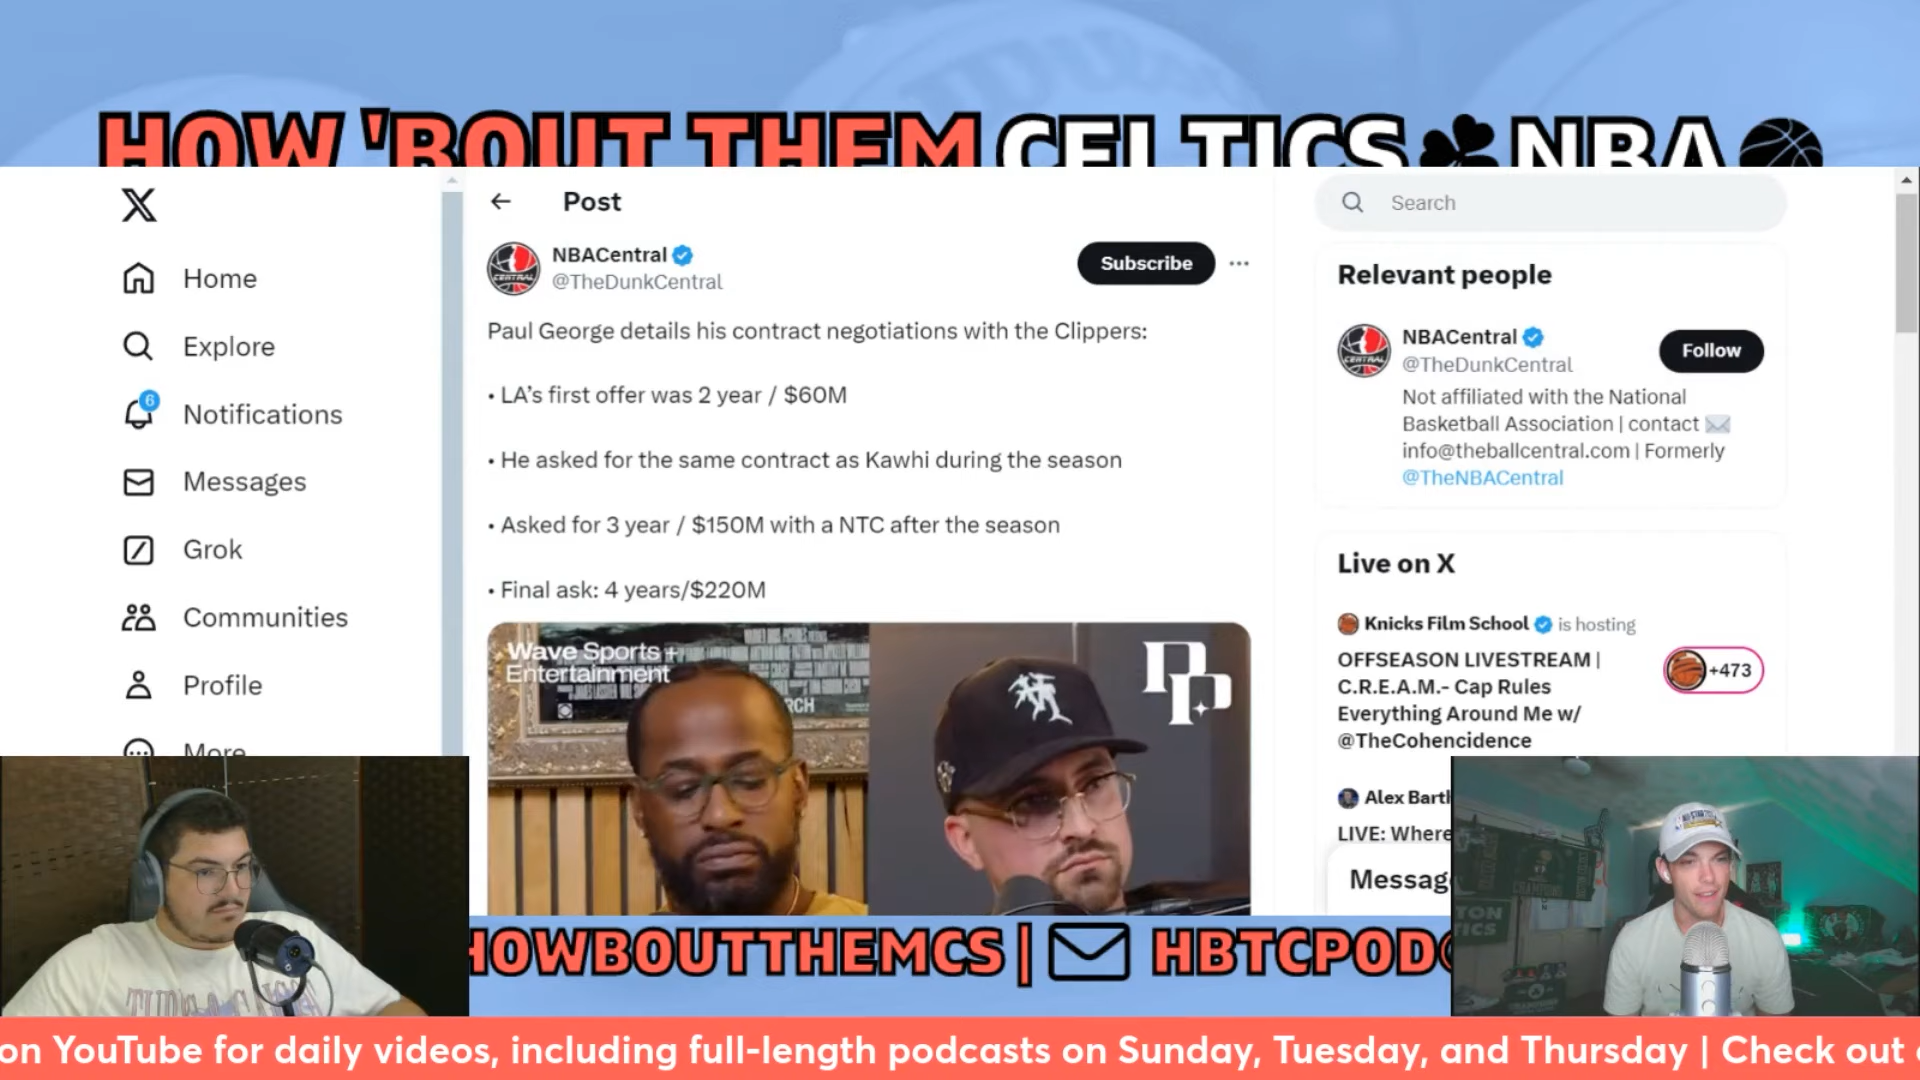 HOW 'BOUT THEM CELTICS NBA
Home
Explore
6
Notifications
Messages
Grok
Communities
Profile
More
Post
NBACentral
@TheDunkCentral
Subscribe
Paul George details his contract negotiations with the Clippers:
• LA’s first offer was 2 year / $60M
• He asked for the same contract as Kawhi during the season
• Asked for 3 year / $150M with a NTC after the season
• Final ask: 4 years/$220M
Wave Sports +
Entertainment
Search
Relevant people
NBACentral
@TheDunkCentral
Follow
Not affiliated with the National
Basketball Association | contact
info@theballcentral.com | Formerly
@TheNBACentral
Live on X
Knicks Film School is hosting
OFFSEASON LIVESTREAM |
C.R.E.A.M.- Cap Rules
Everything Around Me w/
@TheCohencidence
+473
Alex Bartl
LIVE: Where
Messag
HOWBOUTTHEMCS | HBTCPOD@
on YouTube for daily videos, including full-length podcasts on Sunday, Tuesday, and Thursday | Check out